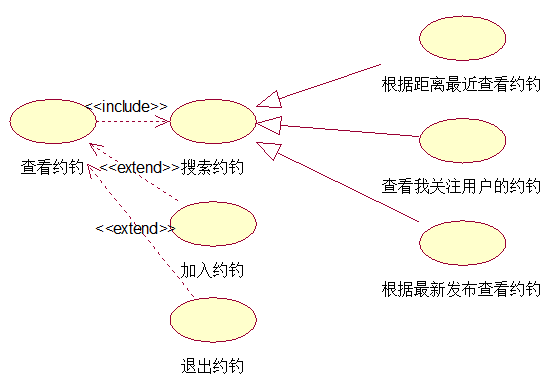 根据距离最近查看约钓
<<include>>
查看约钓
<<extend>>
搜索约钓
查看我关注用户的约钓
<<extend>>
加入约钓
根据最新发布查看约钓
退出约钓